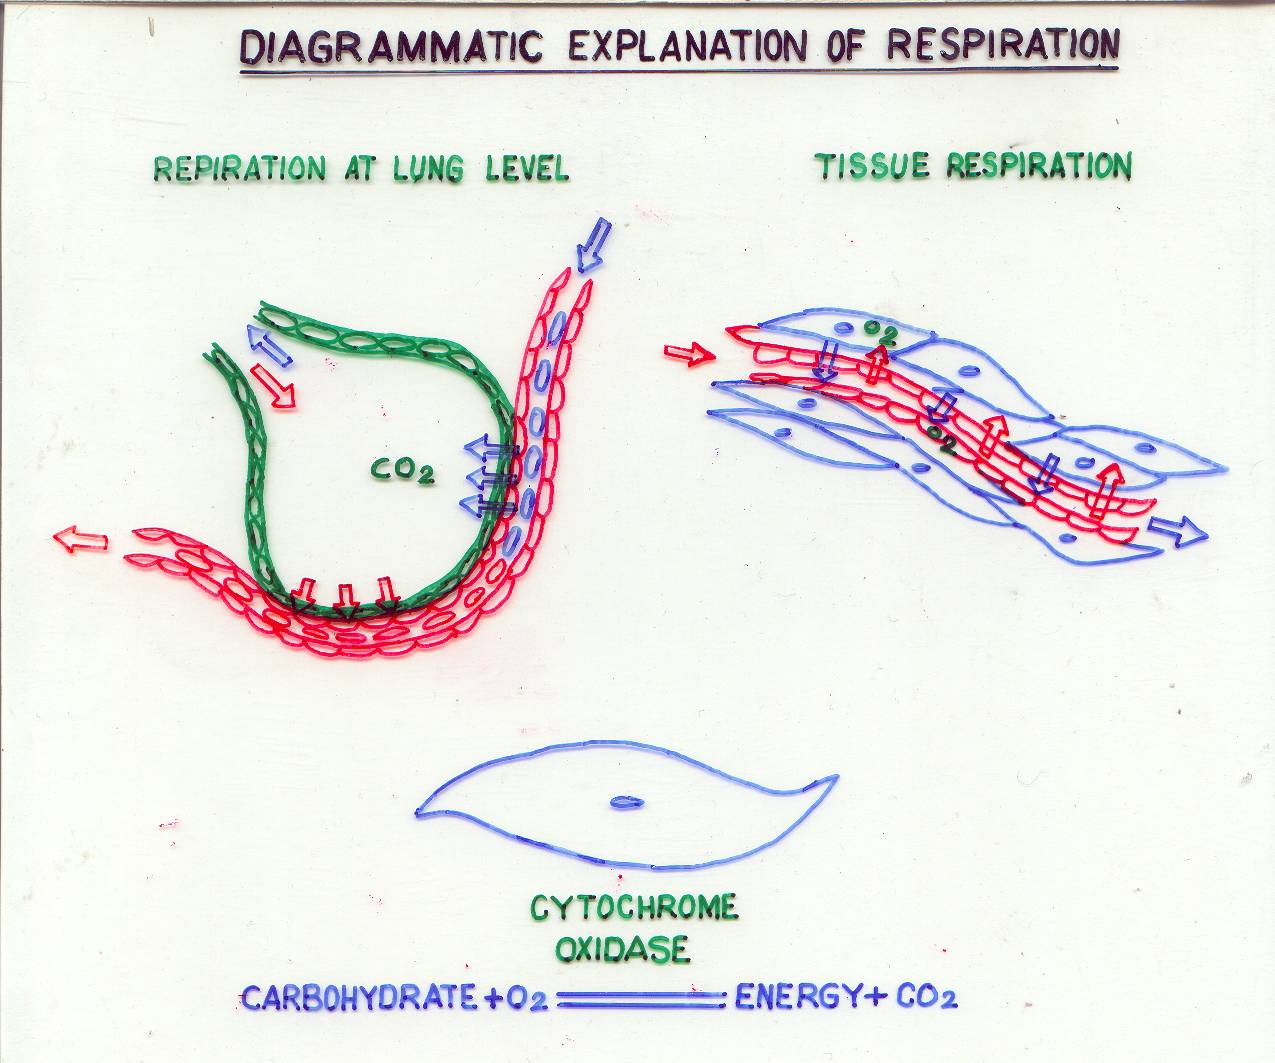 DIAGRAMMATIC EXPLANATION OF RESPIRATION
REPIRATION AT LUNG LEVEL
TISSUE RESPIRATION
CO2
O2
O2
CYTOCHROME
OXIDASE
CARBOHYDRATE + O2 ══ ENERGY + CO2